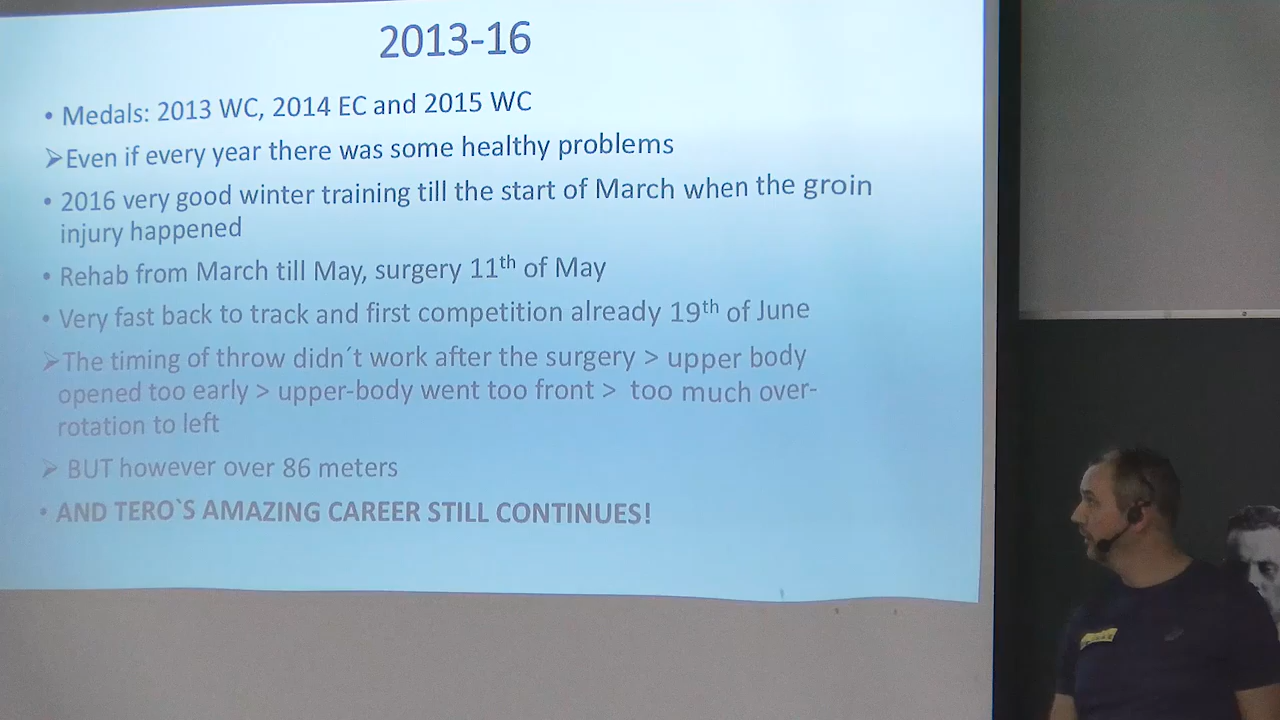 2013-16
• Medals: 2013 WC, 2014 EC and 2015 WC
➢Even if every year there was some healthy problems
• 2016 very good winter training till the start of March when the groin
injury happened
• Rehab from March till May, surgery 11th of May
• Very fast back to track and first competition already 19th of June
➢The timing of throw didn´t work after the surgery > upper body
opened too early > upper-body went too front > too much over-
rotation to left
➢ BUT however over 86 meters
• AND TERO`S AMAZING CAREER STILL CONTINUES!